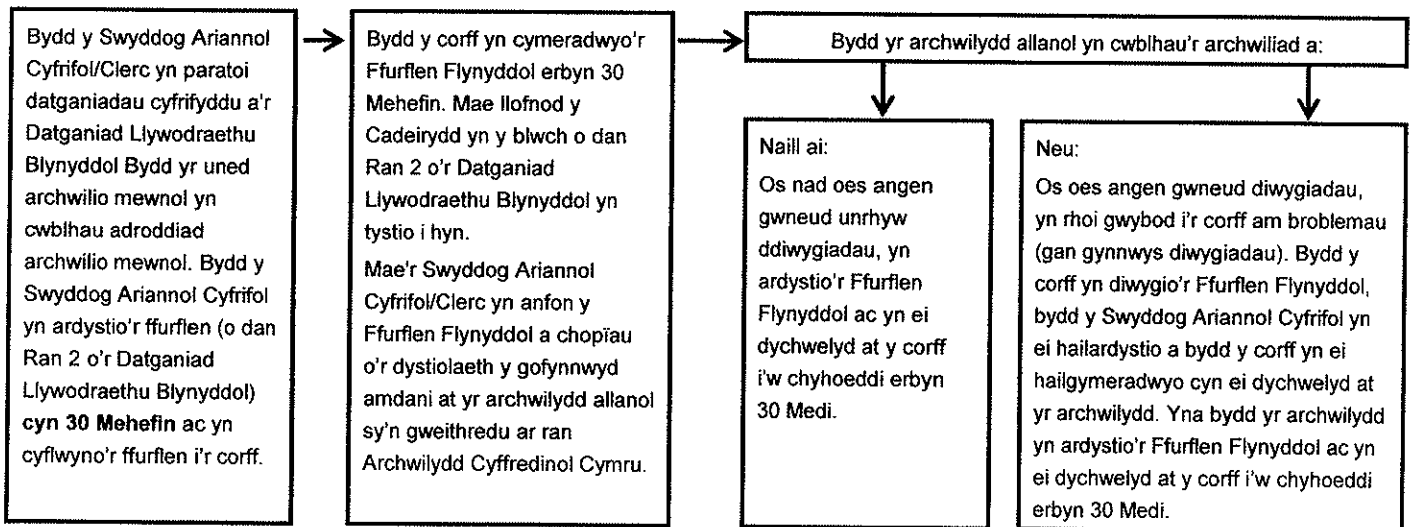 Bydd y Swyddog Ariannol
Cyfrifol/Clerc yn paratoi
datganiadau cyfrifyddu a'r
Datganiad Llywodraethu
Blynyddol Bydd yr uned
archwilio mewnol yn
cwblhau adroddiad
archwilio mewnol. Bydd y
Swyddog Ariannol Cyfrifol
yn ardystio'r ffurflen (o dan
Ran 2 o'r Datganiad
Llywodraethu Blynyddol)
cyn 30 Mehefin ac yn
cyflwyno'r ffurflen i'r corff.
Bydd y corff yn cymeradwyo'r
Ffurflen Flynyddol erbyn 30
Mehefin. Mae llofnod y
Cadeirydd yn y blwch o dan
Ran 2 o'r Datganiad
Llywodraethu Blynyddol yn
tystio i hyn.
Mae'r Swyddog Ariannol
Cyfrifol/Clerc yn anfon y
Ffurflen Flynyddol a chopïau
o'r dystiolaeth y gofynnwyd
amdani at yr archwilydd allanol
sy'n gweithredu ar ran
Archwilydd Cyffredinol Cymru.
Bydd yr archwilydd allanol yn cwblhau'r archwiliad a:
Naill ai:
Os nad oes angen
gwneud unrhyw
ddiwygiadau, yn
ardystio'r Ffurflen
Flynyddol ac yn ei
dychwelyd at y corff
i'w chyhoeddi erbyn
30 Medi.
Neu:
Os oes angen gwneud diwygiadau,
yn rhoi gwybod i'r corff am broblemau
(gan gynnwys diwygiadau). Bydd y
corff yn diwygio'r Ffurflen Flynyddol,
bydd y Swyddog Ariannol Cyfrifol yn
ei hailardystio a bydd y corff yn ei
hailgymeradwyo cyn ei dychwelyd at
yr archwilydd. Yna bydd yr archwilydd
yn ardystio'r Ffurflen Flynyddol ac yn
ei dychwelyd at y corff i'w chyhoeddi
erbyn 30 Medi.